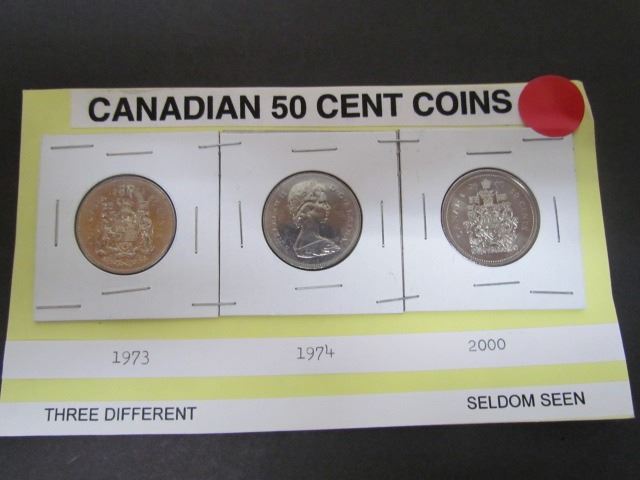 CANADIAN 50 CENT COINS
1973 1974 2000
THREE DIFFERENT SELDOM SEEN